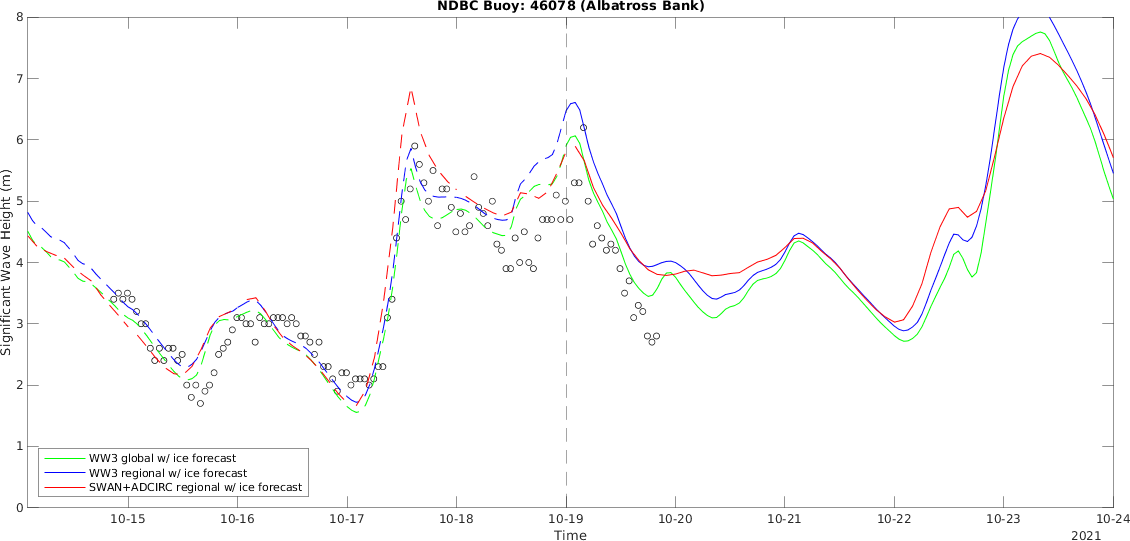 NDBC Buoy: 46078 (Albatross Bank)
8
7
6
5
4
3
2
1
0
Significant Wave Height (m)
WW3 global w/ ice forecast
WW3 regional w/ ice forecast
SWAN+ADCIRC regional w/ ice forecast
10-15 10-16 10-17 10-18 10-19 10-20 10-21 10-22 10-23 10-24
Time
2021